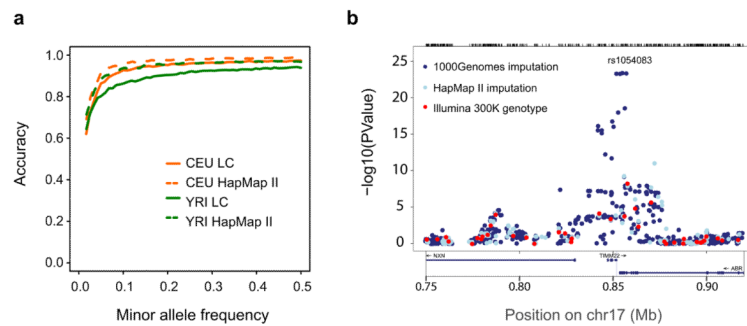 a
Accuracy
1.0
0.8
0.6
0.4
0.2
0.0
CEU LC
CEU HapMap II
YRI LC
YRI HapMap II
0.0 0.1 0.2 0.3 0.4 0.5
Minor allele frequency
b
−log10(PValue)
25
20
15
10
5
0
rs1054083
1000Genomes imputation
HapMap II imputation
Illumina 300K genotype
← NXN
TIMM22 →
← ABR
0.75 0.80 0.85 0.90
Position on chr17 (Mb)